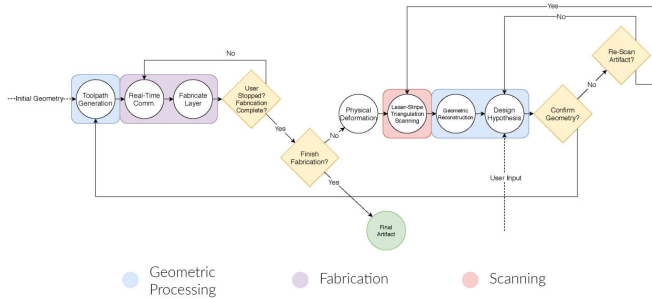 Yes
No
Re-Scan
Artifact?
No
No
Initial Geometry
Toolpath
Generation
Real-Time
Comm.
Fabricate
Layer
User
Stopped?
Fabrication
Complete?
Physical
Deformation
Laser-Stripe
Triangulation
Scanning
Geometric
Reconstruction
Design
Hypothesis
Confirm
Geometry?
Yes
No
Finish
Fabrication?
Yes
Yes
User Input
Final
Artifact
Geometric
Processing
Fabrication
Scanning